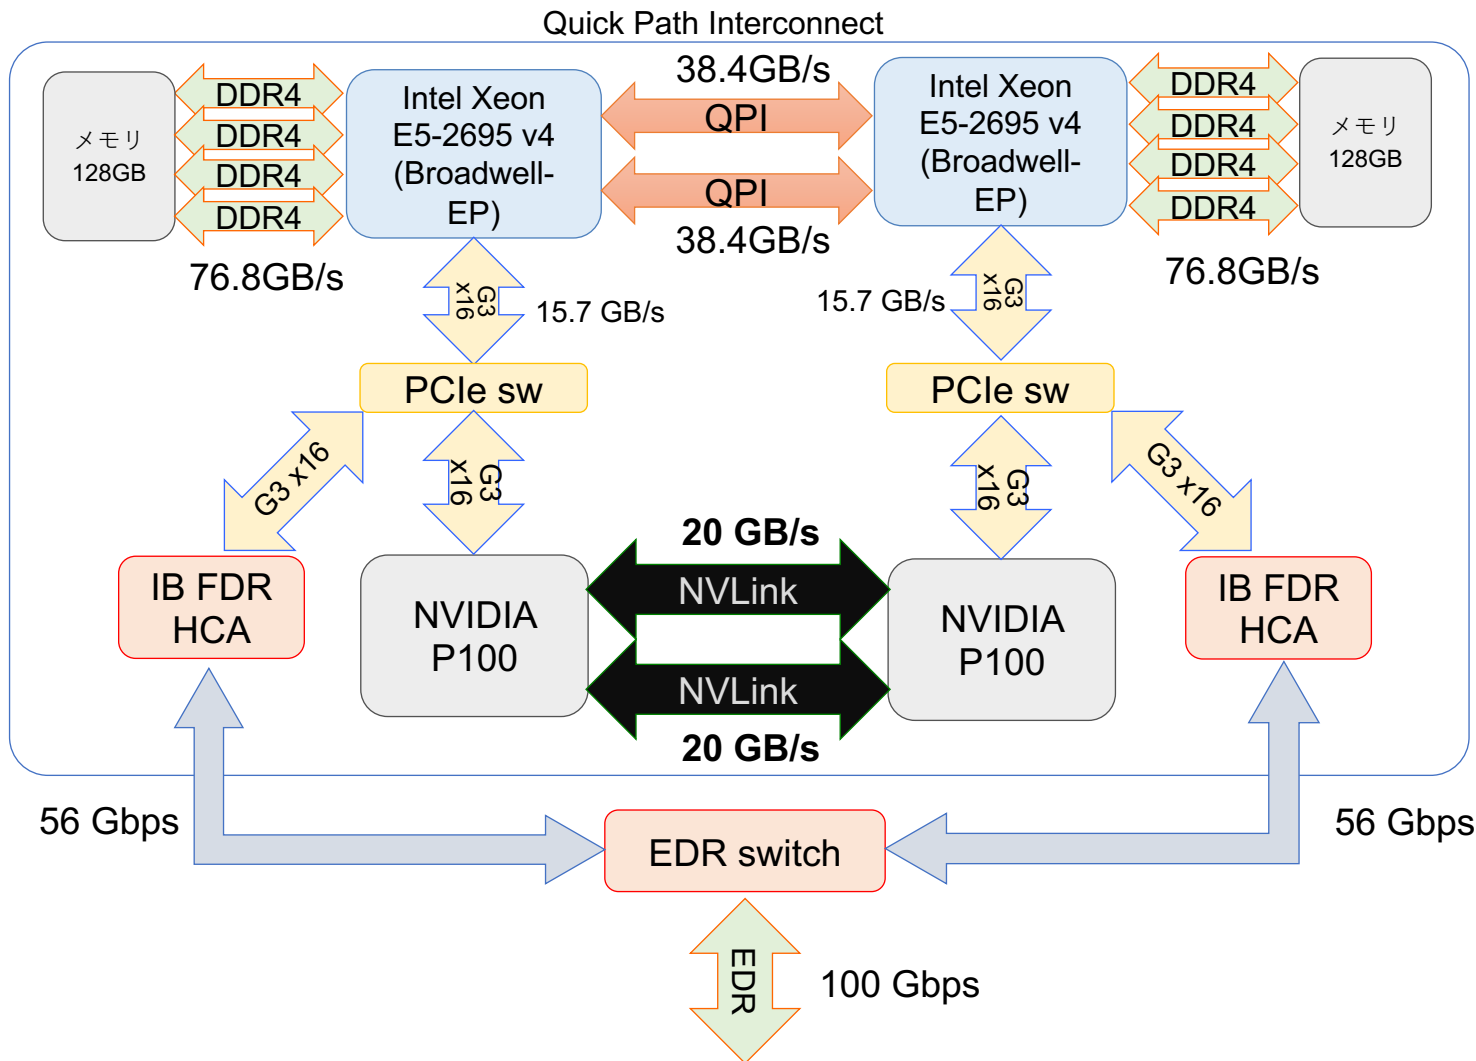 Quick Path Interconnect
メモリ
128GB
DDR4
DDR4
DDR4
DDR4
76.8GB/s
Intel Xeon
E5-2695 v4
(Broadwell-
EP)
38.4GB/s
QPI
QPI
38.4GB/s
Intel Xeon
E5-2695 v4
(Broadwell-
EP)
DDR4
DDR4
DDR4
DDR4
76.8GB/s
メモリ
128GB
G3
x16
15.7 GB/s
15.7 GB/s
G3
x16
PCIe sw
PCIe sw
G3 x16
G3
x16
G3
x16
G3 x16
IB FDR
HCA
NVIDIA
P100
20 GB/s
NVLink
NVLink
20 GB/s
NVIDIA
P100
IB FDR
HCA
56 Gbps
EDR switch
56 Gbps
EDR
100 Gbps